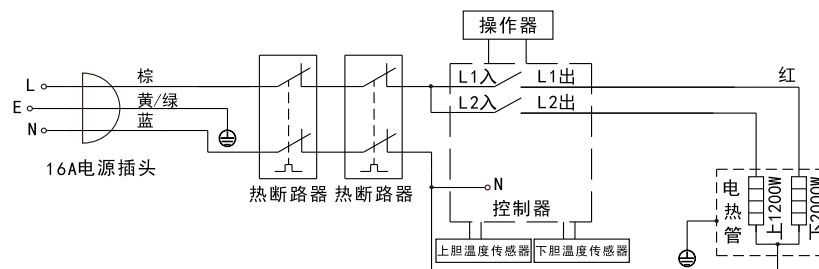 操作器
L
棕
L1入
L1出
红
E
黄/绿
L2入
L2出
N
蓝
16A电源插头
热断路器
热断路器
N
控制器
电热管
上1200W
下2000W
上胆温度传感器
下胆温度传感器